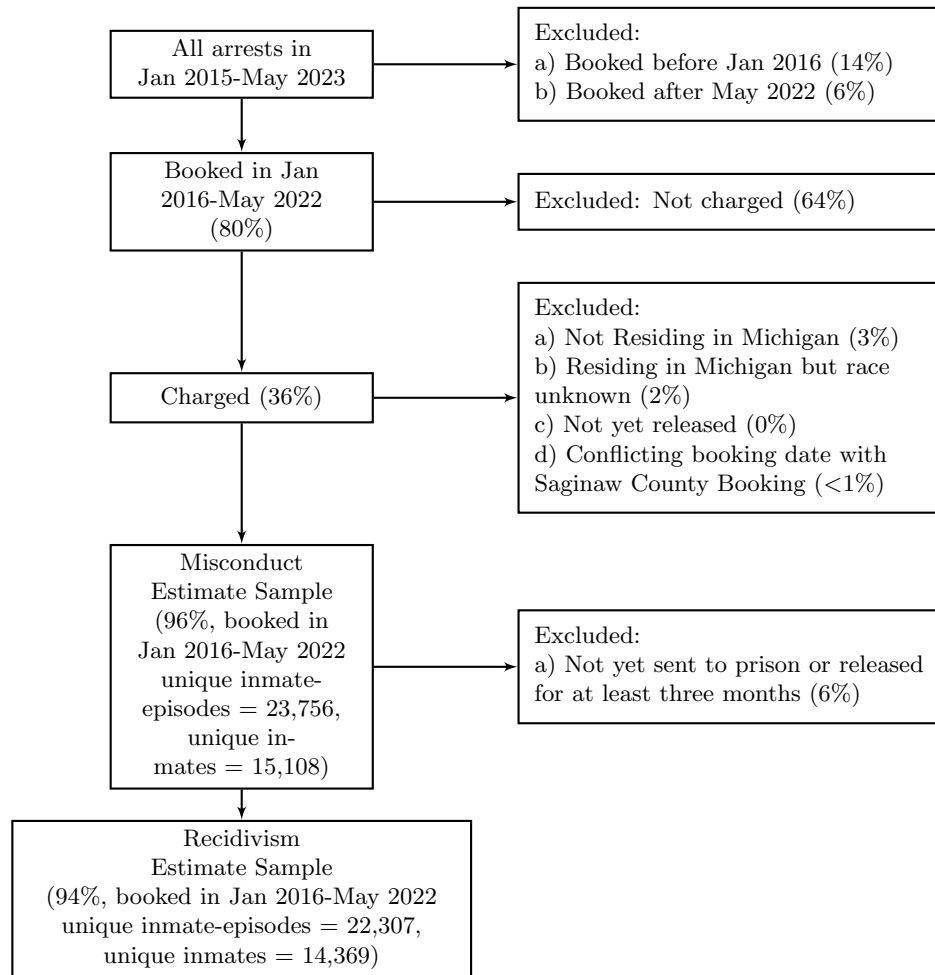 All arrests in
Jan 2015-May 2023
Excluded:
a) Booked before Jan 2016 (14%)
b) Booked after May 2022 (6%)
Booked in Jan
2016-May 2022
(80%)
Excluded: Not charged (64%)
Charged (36%)
Excluded:
a) Not Residing in Michigan (3%)
b) Residing in Michigan but race
unknown (2%)
c) Not yet released (0%)
d) Conflicting booking date with
Saginaw County Booking (<1%)
Misconduct
Estimate Sample
(96%, booked in
Jan 2016-May 2022
unique inmate-
episodes = 23,756,
unique in-
mates = 15,108)
Excluded:
a) Not yet sent to prison or released
for at least three months (6%)
Recidivism
Estimate Sample
(94%, booked in Jan 2016-May 2022
unique inmate-episodes = 22,307,
unique inmates = 14,369)